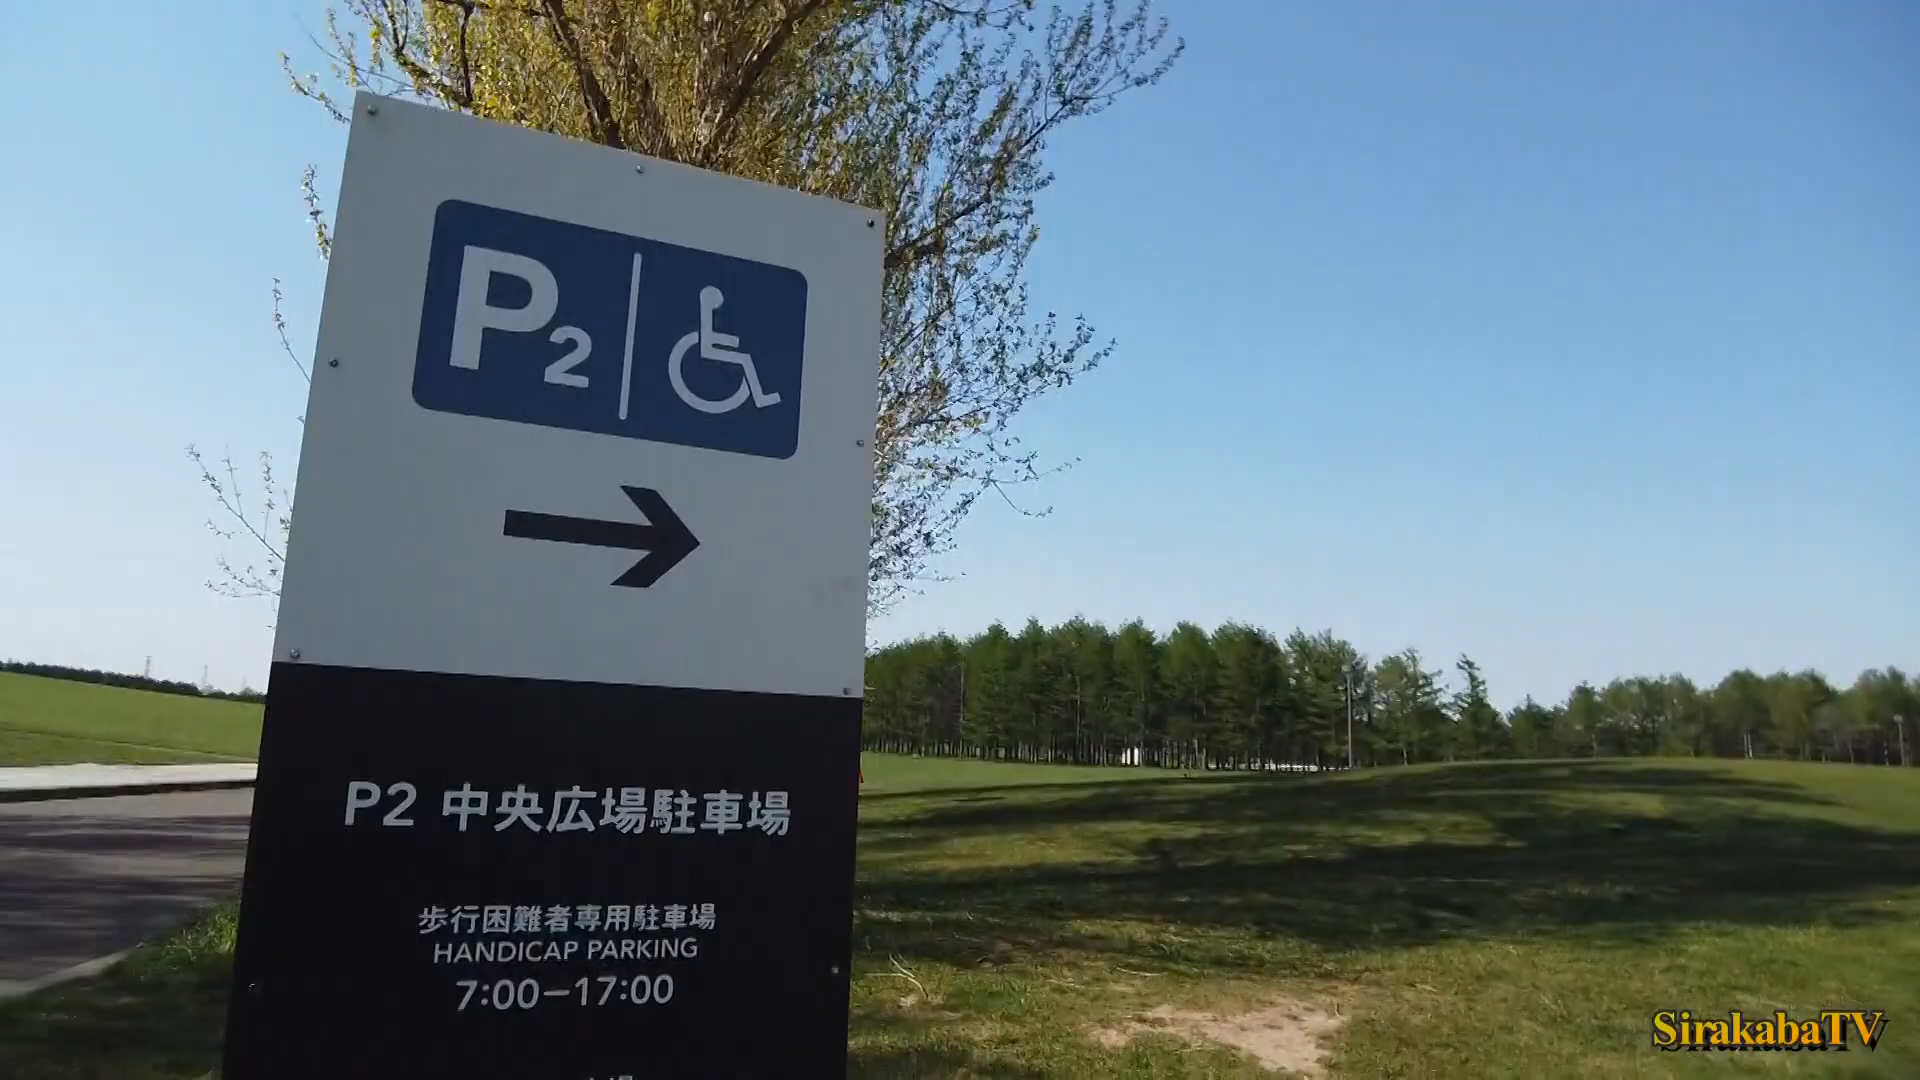 P2
P2 中央広場駐車場
歩行困難者専用駐車場
HANDICAP PARKING
7:00–17:00
SirakabaTV